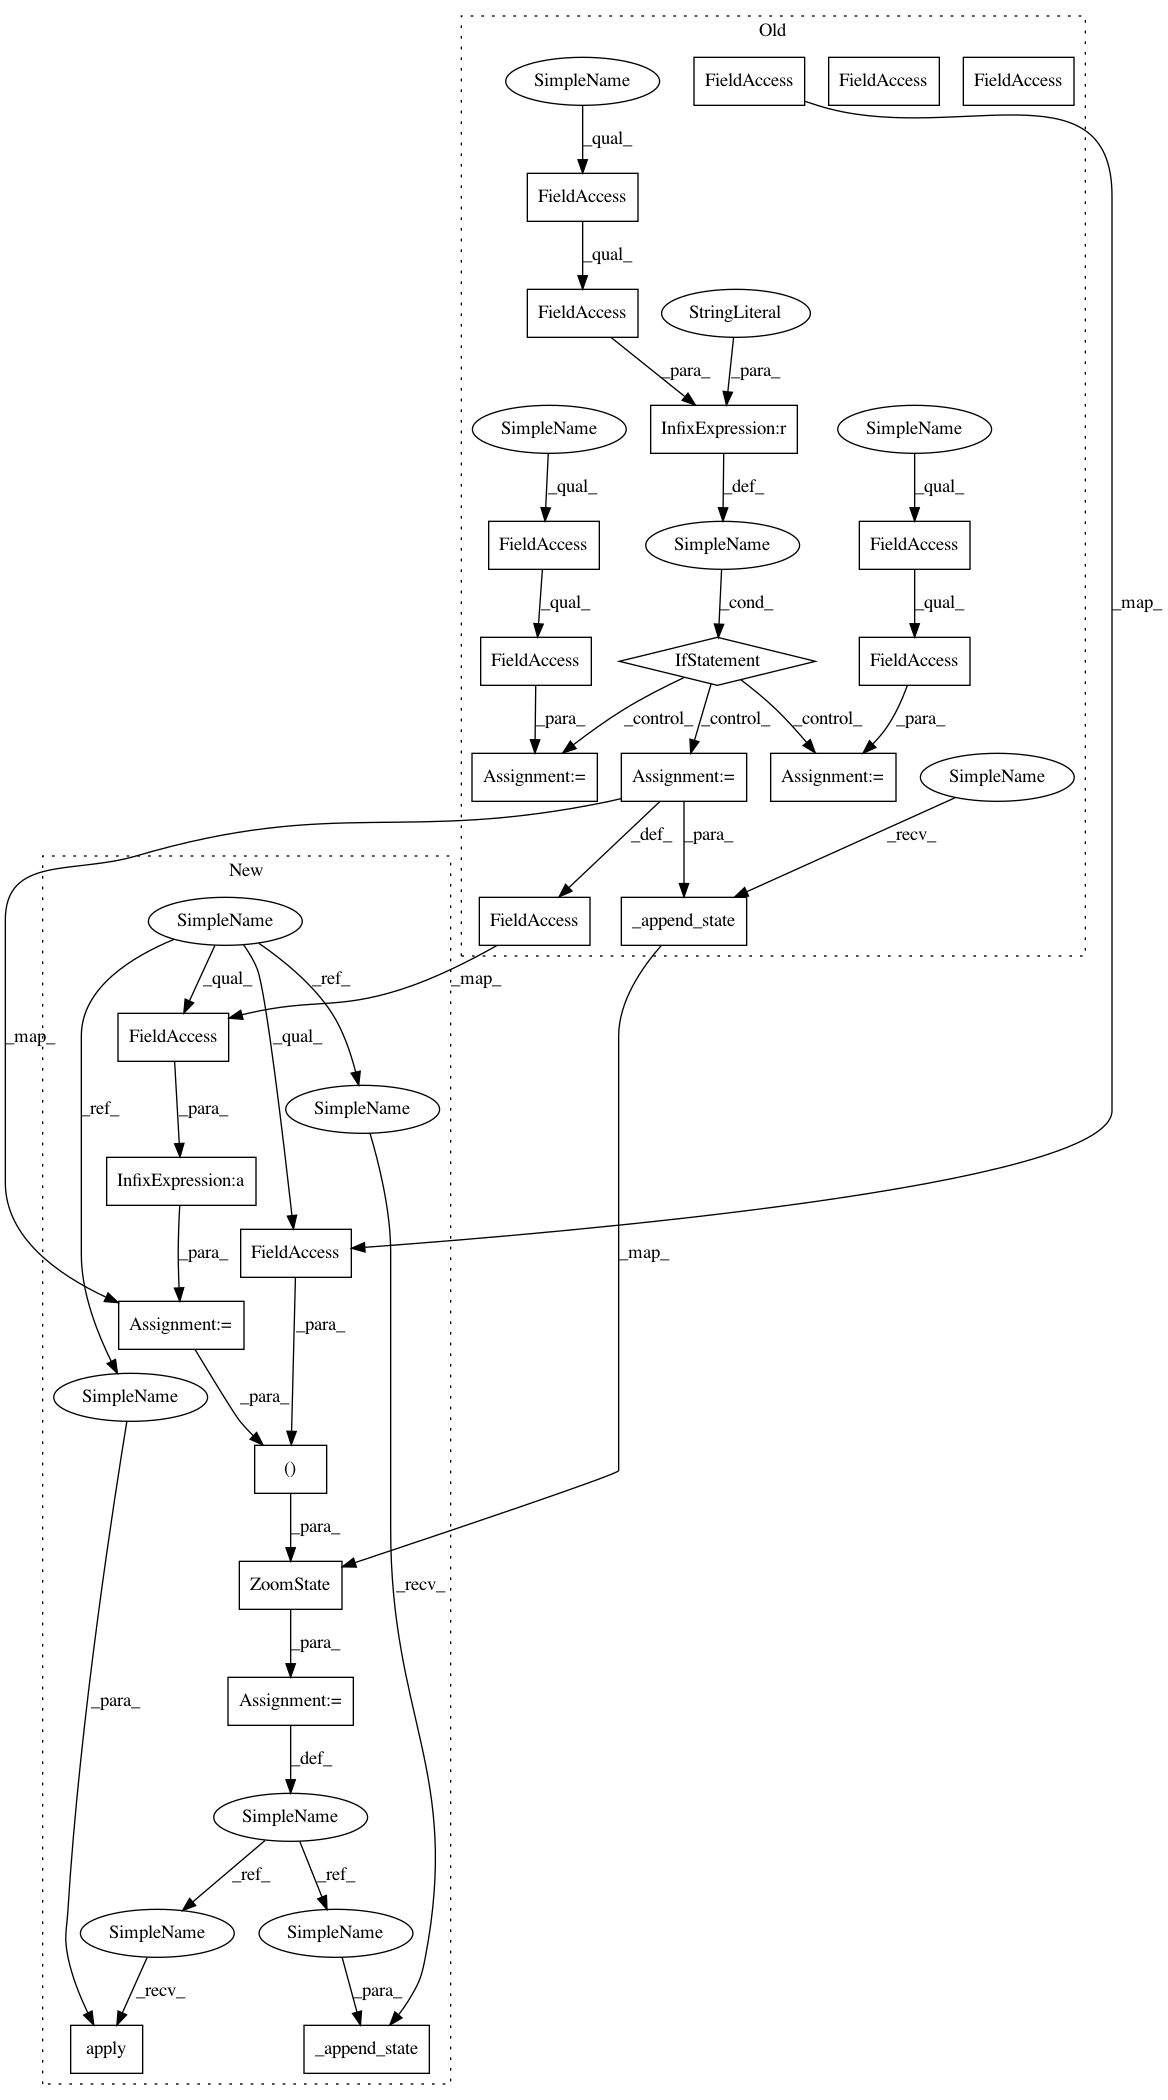 Old
SimpleName
FieldAccess
FieldAccess
FieldAccess
_qual_
FieldAccess
_qual_
FieldAccess
StringLiteral
_para_
_para_
SimpleName
InfixExpression:r
SimpleName
_qual_
_def_
_qual_
FieldAccess
SimpleName
FieldAccess
_qual_
_cond_
_qual_
_map_
FieldAccess
IfStatement
FieldAccess
_para_
_control_
_control_
_control_
_para_
Assignment:=
Assignment:=
Assignment:=
SimpleName
_def_
_para_
_recv_
New
SimpleName
FieldAccess
_append_state
_qual_
_ref_
_map_
_map_
FieldAccess
_qual_
_ref_
_para_
SimpleName
InfixExpression:a
_para_
FieldAccess
_map_
Assignment:=
_para_
SimpleName
_para_
()
_para_
ZoomState
_recv_
_para_
Assignment:=
_para_
_def_
SimpleName
_ref_
_ref_
SimpleName
SimpleName
_recv_
_para_
apply
_append_state